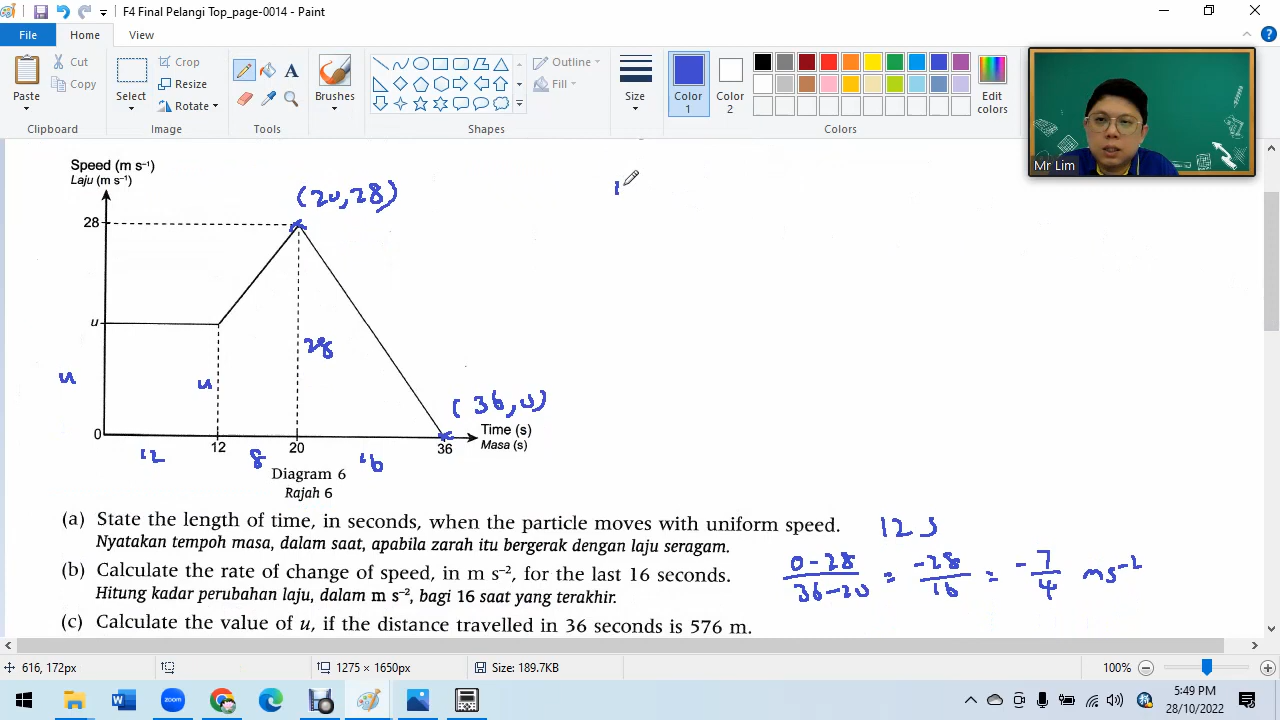 F4 Final Pelangi Top_page-0014 - Paint
File Home View
Paste Cut Copy
Select Crop Resize Rotate
A
Brushes
Outline Fill
Size
Color 1
Color 2
Edit colors
Clipboard Image Tools Shapes Colors
Mr Lim
Speed (m s⁻¹)
Laju (m s⁻¹)
(20, 28)
28
u
28
u
u
(36, 0)
0
Time (s)
Masa (s)
12 20 36
12 8 16
Diagram 6
Rajah 6
(a) State the length of time, in seconds, when the particle moves with uniform speed. 12 s
Nyatakan tempoh masa, dalam saat, apabila zarah itu bergerak dengan laju seragam.
(b) Calculate the rate of change of speed, in m s⁻², for the last 16 seconds.
Hitung kadar perubahan laju, dalam m s⁻², bagi 16 saat yang terakhir.
0 - 28 / 36 - 20 = -28 / 16 = - 7 / 4 ms⁻²
(c) Calculate the value of u, if the distance travelled in 36 seconds is 576 m.
616, 172px
1275 × 1650px
Size: 189.7KB
100%
zoom
5:49 PM
28/10/2022